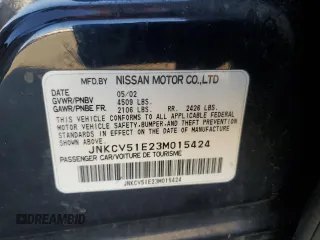 MFD.BY NISSAN MOTOR CO.,LTD
DATE 05/02
GVWR/PNBV 4509 LBS.
GAWR/PNBE FR. 2106 LBS. RR. 2426 LBS.
THIS VEHICLE CONFORMS TO ALL APPLICABLE
FEDERAL MOTOR VEHICLE
SAFETY,BUMPER,AND THEFT PREVENTION
STANDARDS IN EFFECT ON THE DATE OF
MANUFACTURE SHOWN ABOVE.
JNKCV51E23M015424
PASSENGER CAR/VOITURE DE TOURISME
JNKCV51E23M015424
EPICAMBID